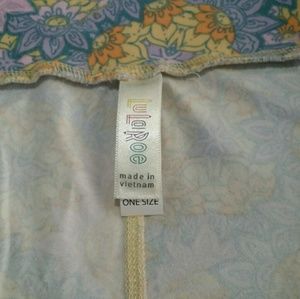 LuLaRoe
made in
vietnam
ONE SIZE